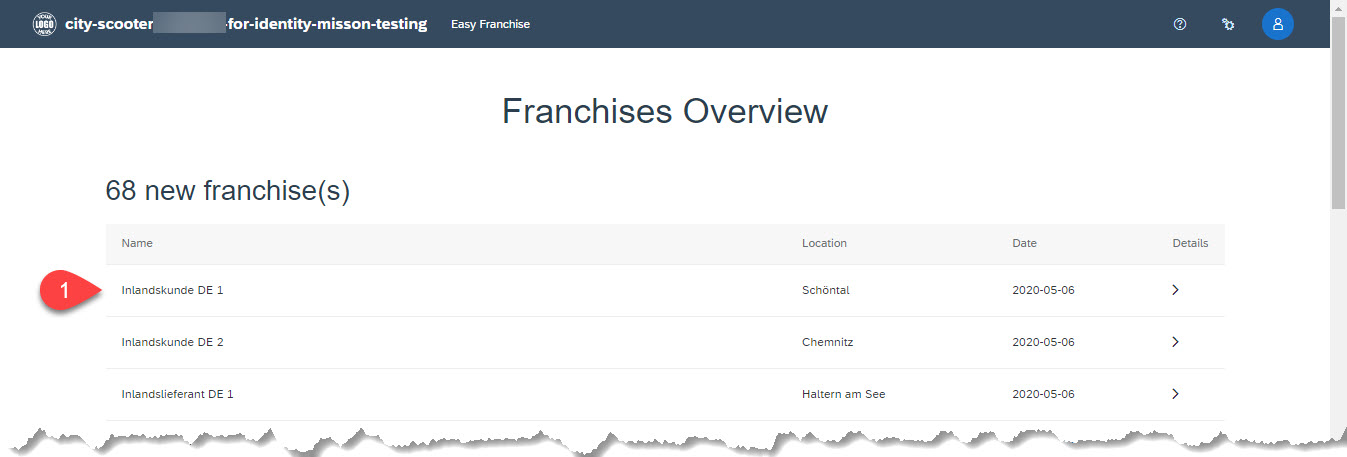 YOUR LOGO HERE
city-scooter -for-identity-misson-testing Easy Franchise
Franchises Overview
68 new franchise(s)
Name Location Date Details
1
Inlandskunde DE 1 Schöntal 2020-05-06
Inlandskunde DE 2 Chemnitz 2020-05-06
Inlandslieferant DE 1 Haltern am See 2020-05-06